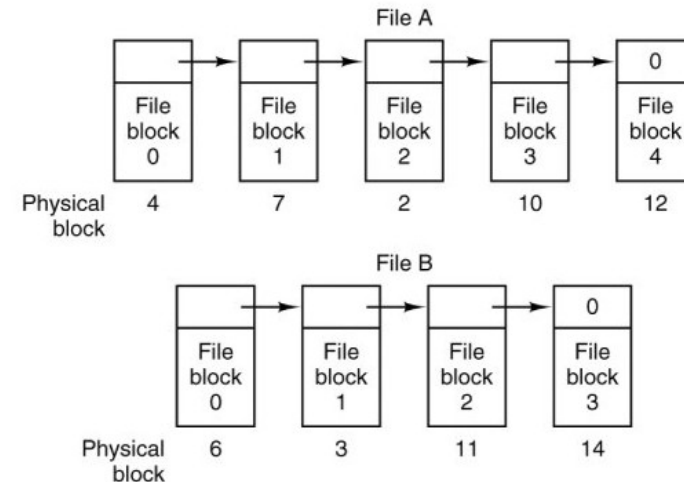 File A
0
File File File File File
block block block block block
0 1 2 3 4
Physical 4 7 2 10 12
block
File B
0
File File File File
block block block block
0 1 2 3
Physical 6 3 11 14
block